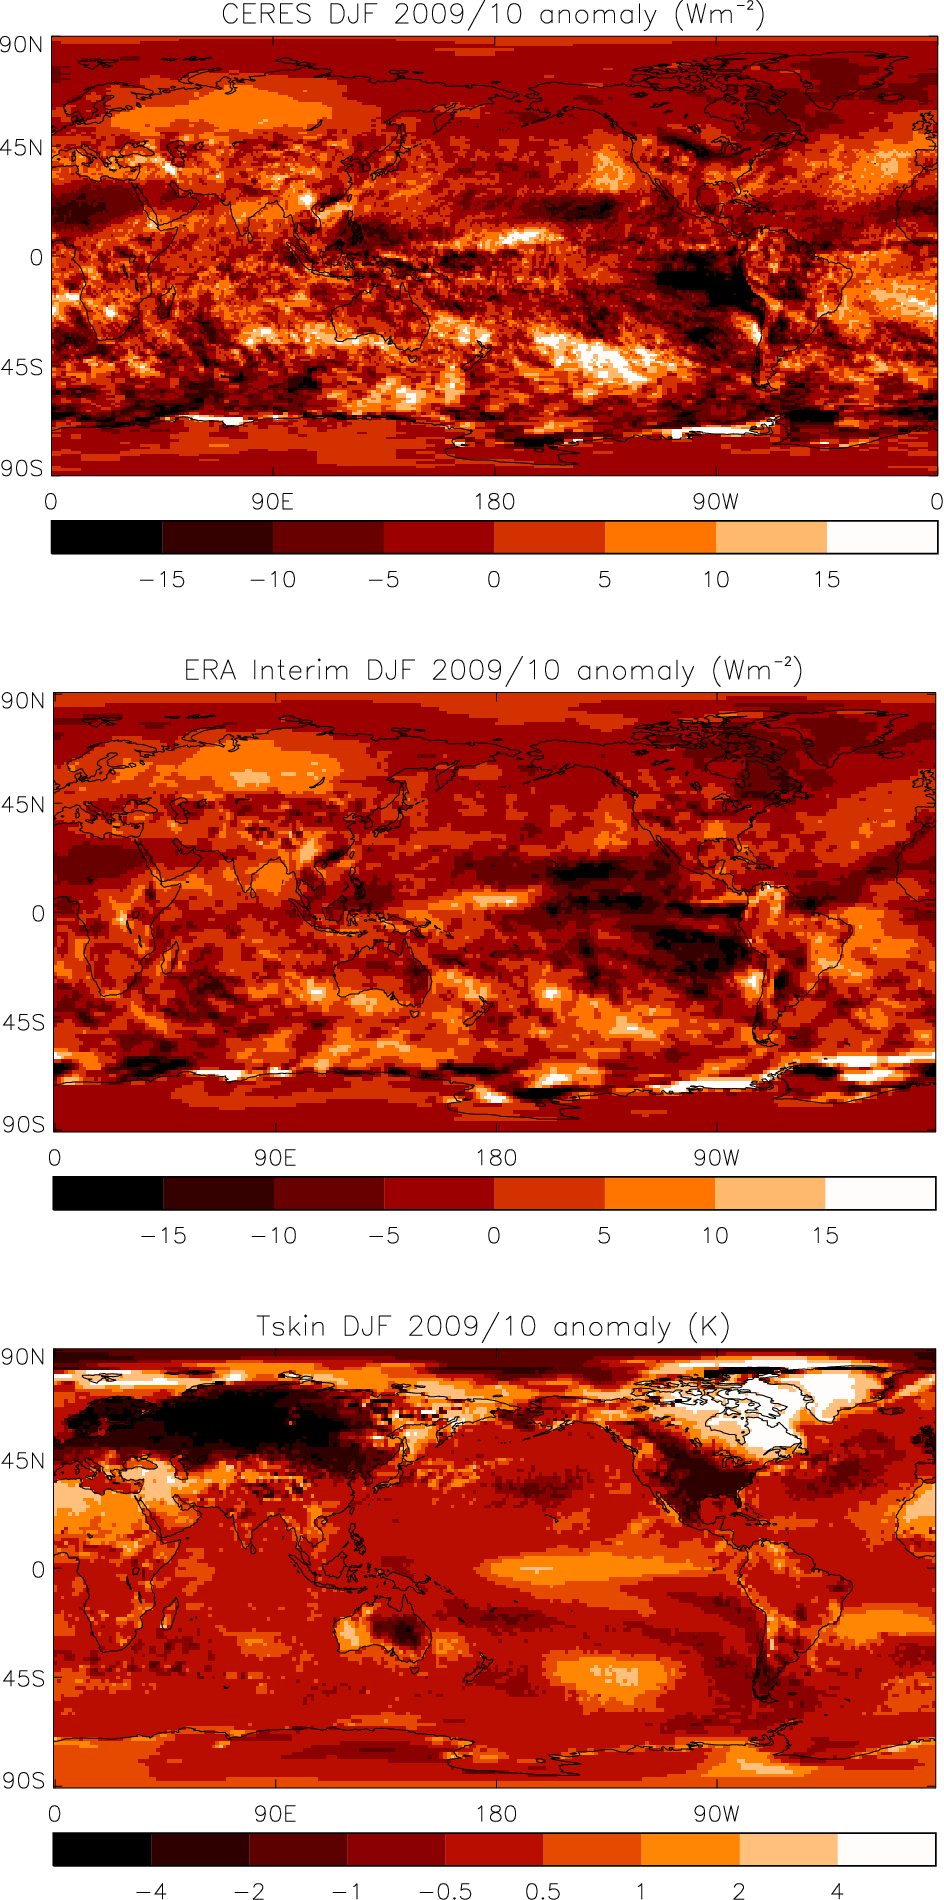 CERES DJF 2009/10 anomaly (Wm⁻²)
90N
45N
0
45S
90S
0 90E 180 90W 0
−15 −10 −5 0 5 10 15
ERA Interim DJF 2009/10 anomaly (Wm⁻²)
90N
45N
0
45S
90S
0 90E 180 90W
−15 −10 −5 0 5 10 15
Tskin DJF 2009/10 anomaly (K)
90N
45N
0
45S
90S
0 90E 180 90W
−4 −2 −1 −0.5 0.5 1 2 4